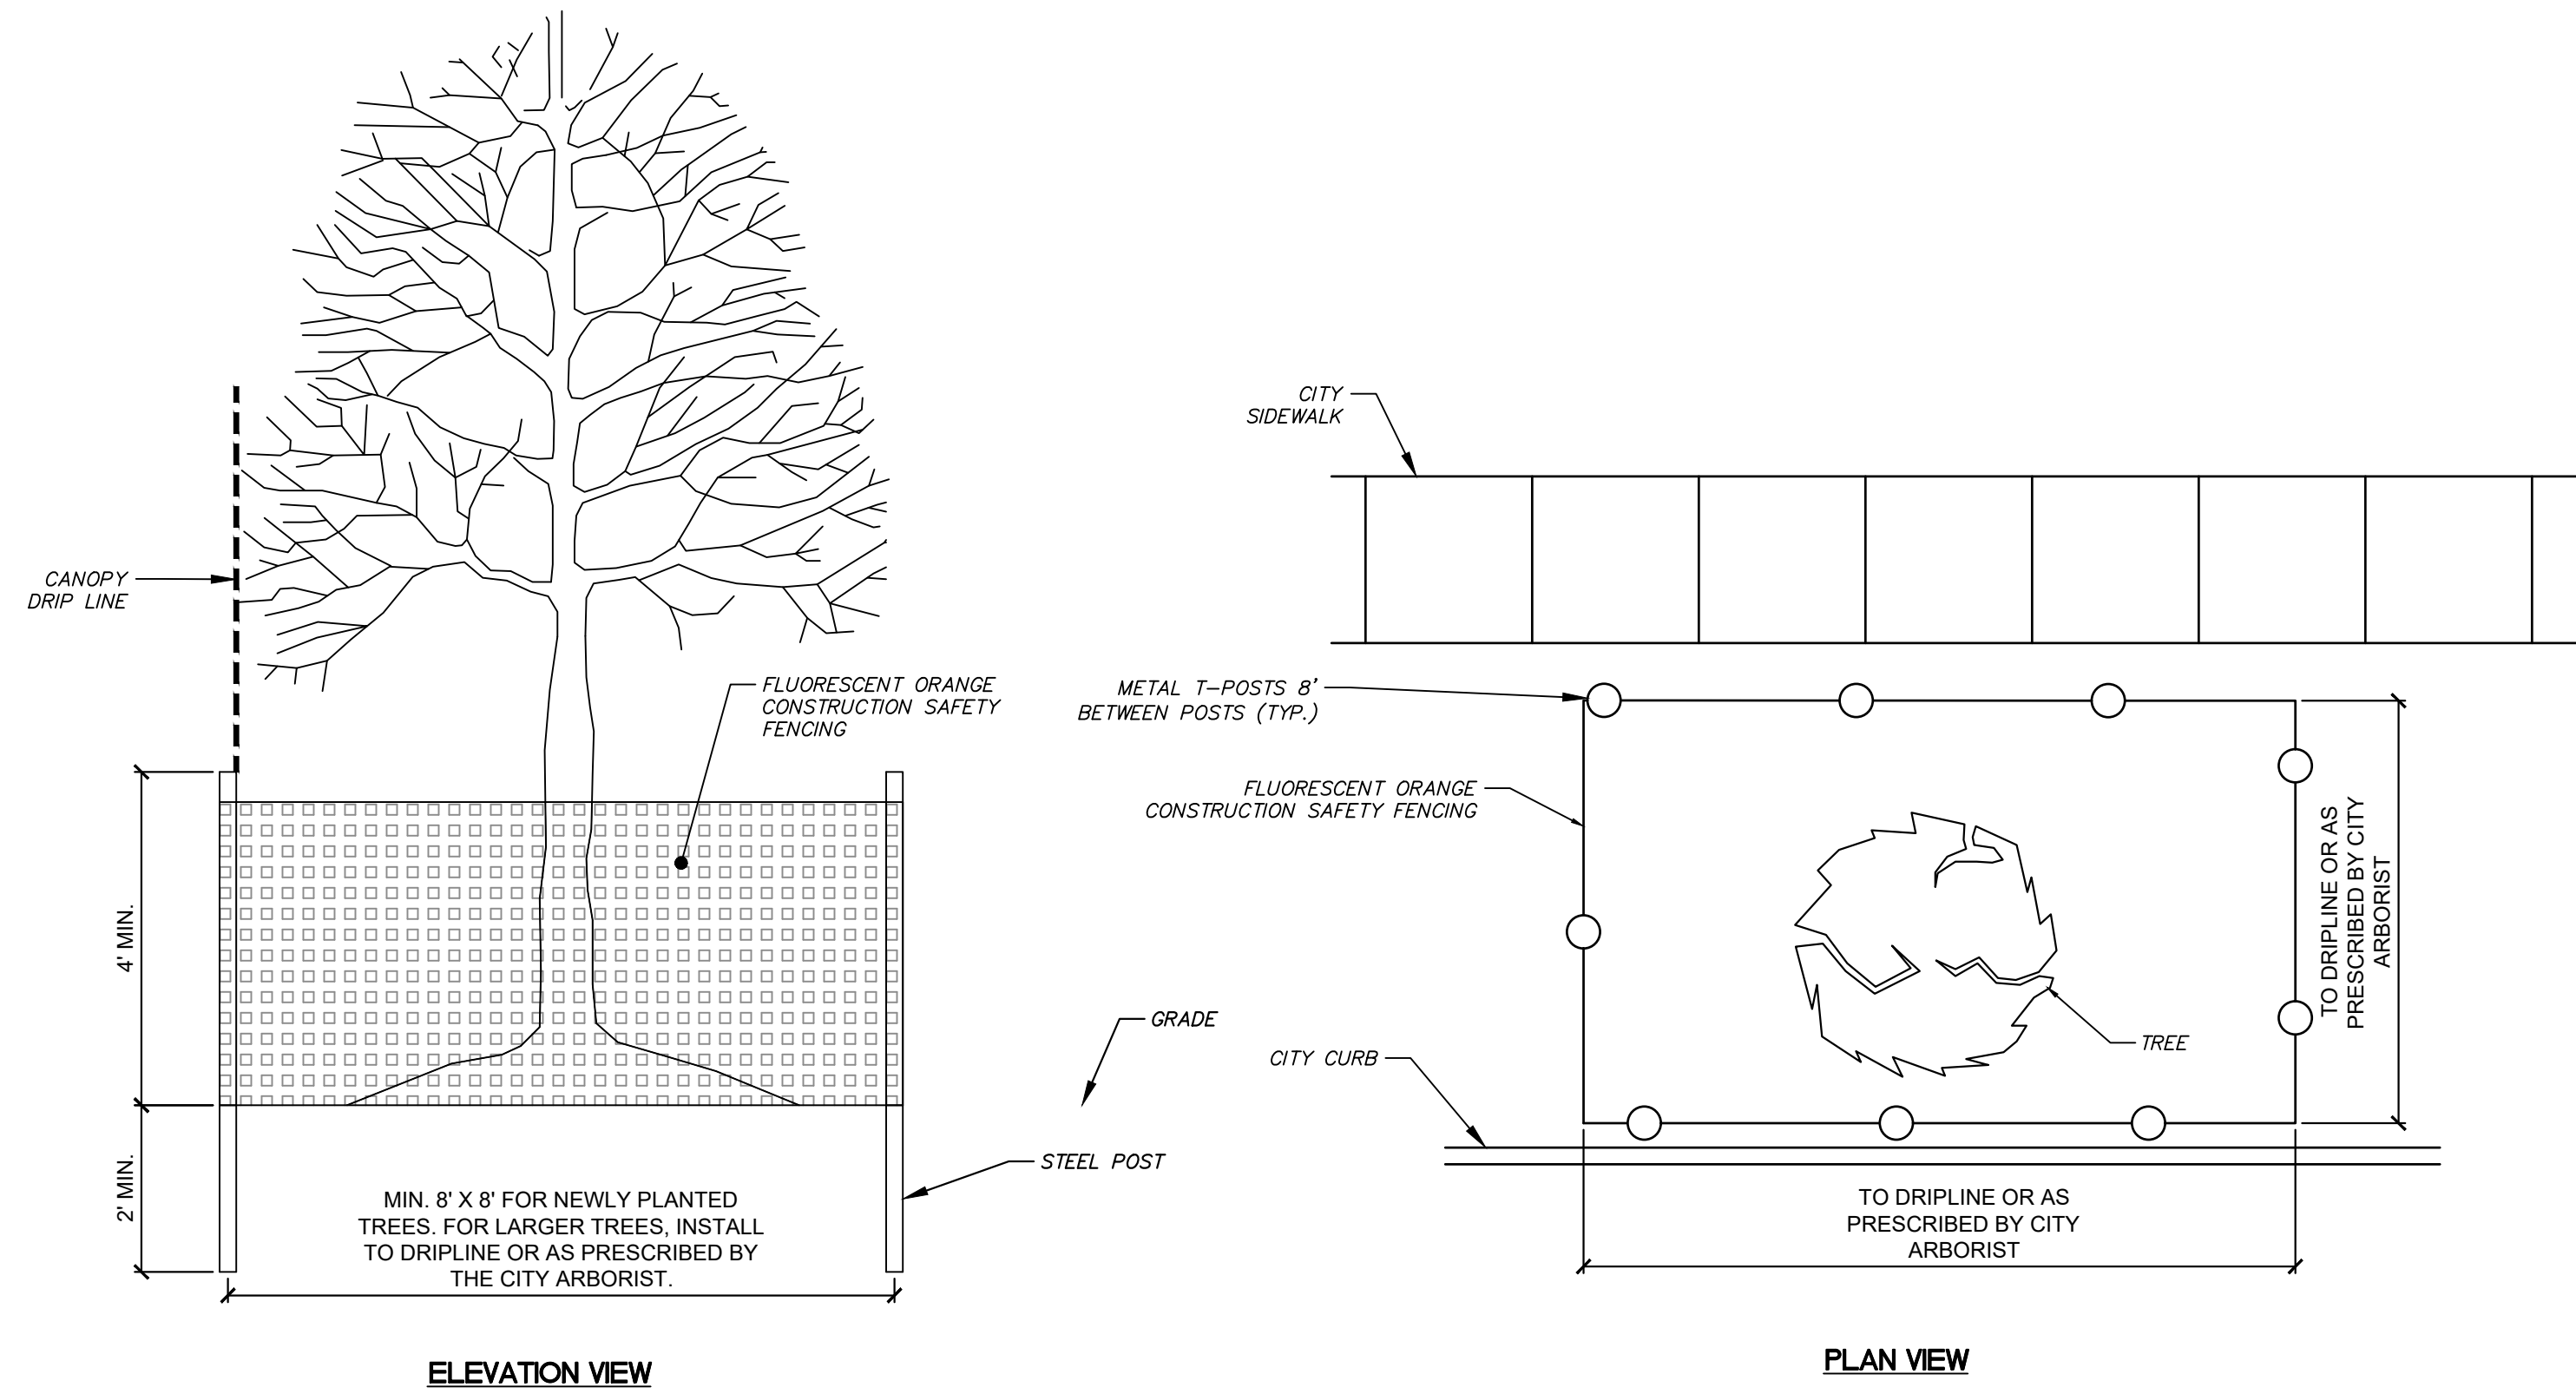 CANOPY
DRIP LINE
FLUORESCENT ORANGE
CONSTRUCTION SAFETY
FENCING
4' MIN.
2' MIN.
GRADE
STEEL POST
MIN. 8' X 8' FOR NEWLY PLANTED
TREES. FOR LARGER TREES, INSTALL
TO DRIPLINE OR AS PRESCRIBED BY
THE CITY ARBORIST.
ELEVATION VIEW
CITY
SIDEWALK
METAL T-POSTS 8'
BETWEEN POSTS (TYP.)
FLUORESCENT ORANGE
CONSTRUCTION SAFETY FENCING
TO DRIPLINE OR AS
PRESCRIBED BY CITY
ARBORIST
TREE
CITY CURB
TO DRIPLINE OR AS
PRESCRIBED BY CITY
ARBORIST
PLAN VIEW